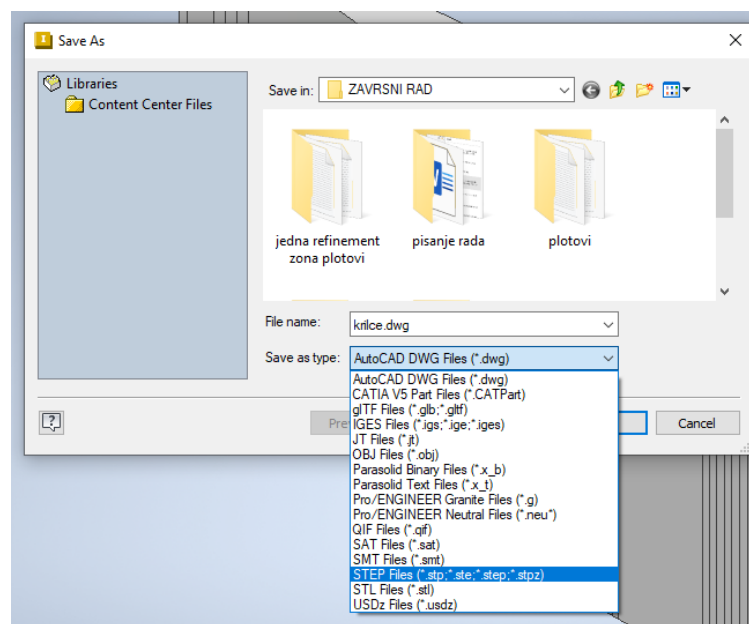 Save As
Libraries
Content Center Files
Save in:
ZAVRSNI RAD
jedna refinement
zona plotovi
pisanje rada
plotovi
File name:
krilce.dwg
Save as type:
AutoCAD DWG Files (*.dwg)
AutoCAD DWG Files (*.dwg)
CATIA V5 Part Files (*.CATPart)
glTF Files (*.glb;*.gltf)
IGES Files (*.igs;*.ige;*.iges)
JT Files (*.jt)
OBJ Files (*.obj)
Parasolid Binary Files (*.x_b)
Parasolid Text Files (*.x_t)
Pro/ENGINEER Granite Files (*.g)
Pro/ENGINEER Neutral Files (*.neu*)
QIF Files (*.qif)
SAT Files (*.sat)
SMT Files (*.smt)
STEP Files (*.stp;*.ste;*.step;*.stpz)
STL Files (*.stl)
USDz Files (*.usdz)
Cancel